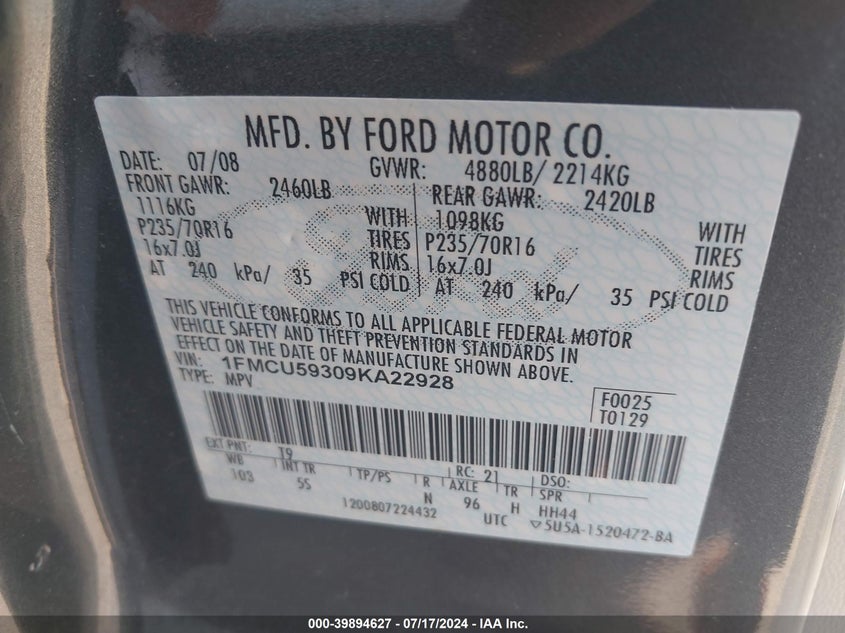 MFD. BY FORD MOTOR CO.
DATE: 07/08 GVWR: 4880LB/ 2214KG
FRONT GAWR: 2460LB REAR GAWR: 2420LB
1116KG WITH 1098KG WITH
P235/70R16 TIRES P235/70R16 TIRES
16x7.0J RIMS 16x7.0J RIMS
AT 240 kPa/ 35 PSI COLD AT 240 kPa/ 35 PSI COLD
Ford
THIS VEHICLE CONFORMS TO ALL APPLICABLE FEDERAL MOTOR
VEHICLE SAFETY AND THEFT PREVENTION STANDARDS IN
EFFECT ON THE DATE OF MANUFACTURE SHOWN ABOVE.
VIN: 1FMCU59309KA22928
TYPE: MPV
F0025
T0129
EXT PNT: T9 RC: 21 DSO:
WB INT TR TP/PS R AXLE TR SPR
103 5S N 96 H HH44
1200807224432 UTC ▽5U5A-1520472-BA
000-39894627 - 07/17/2024 - IAA Inc.